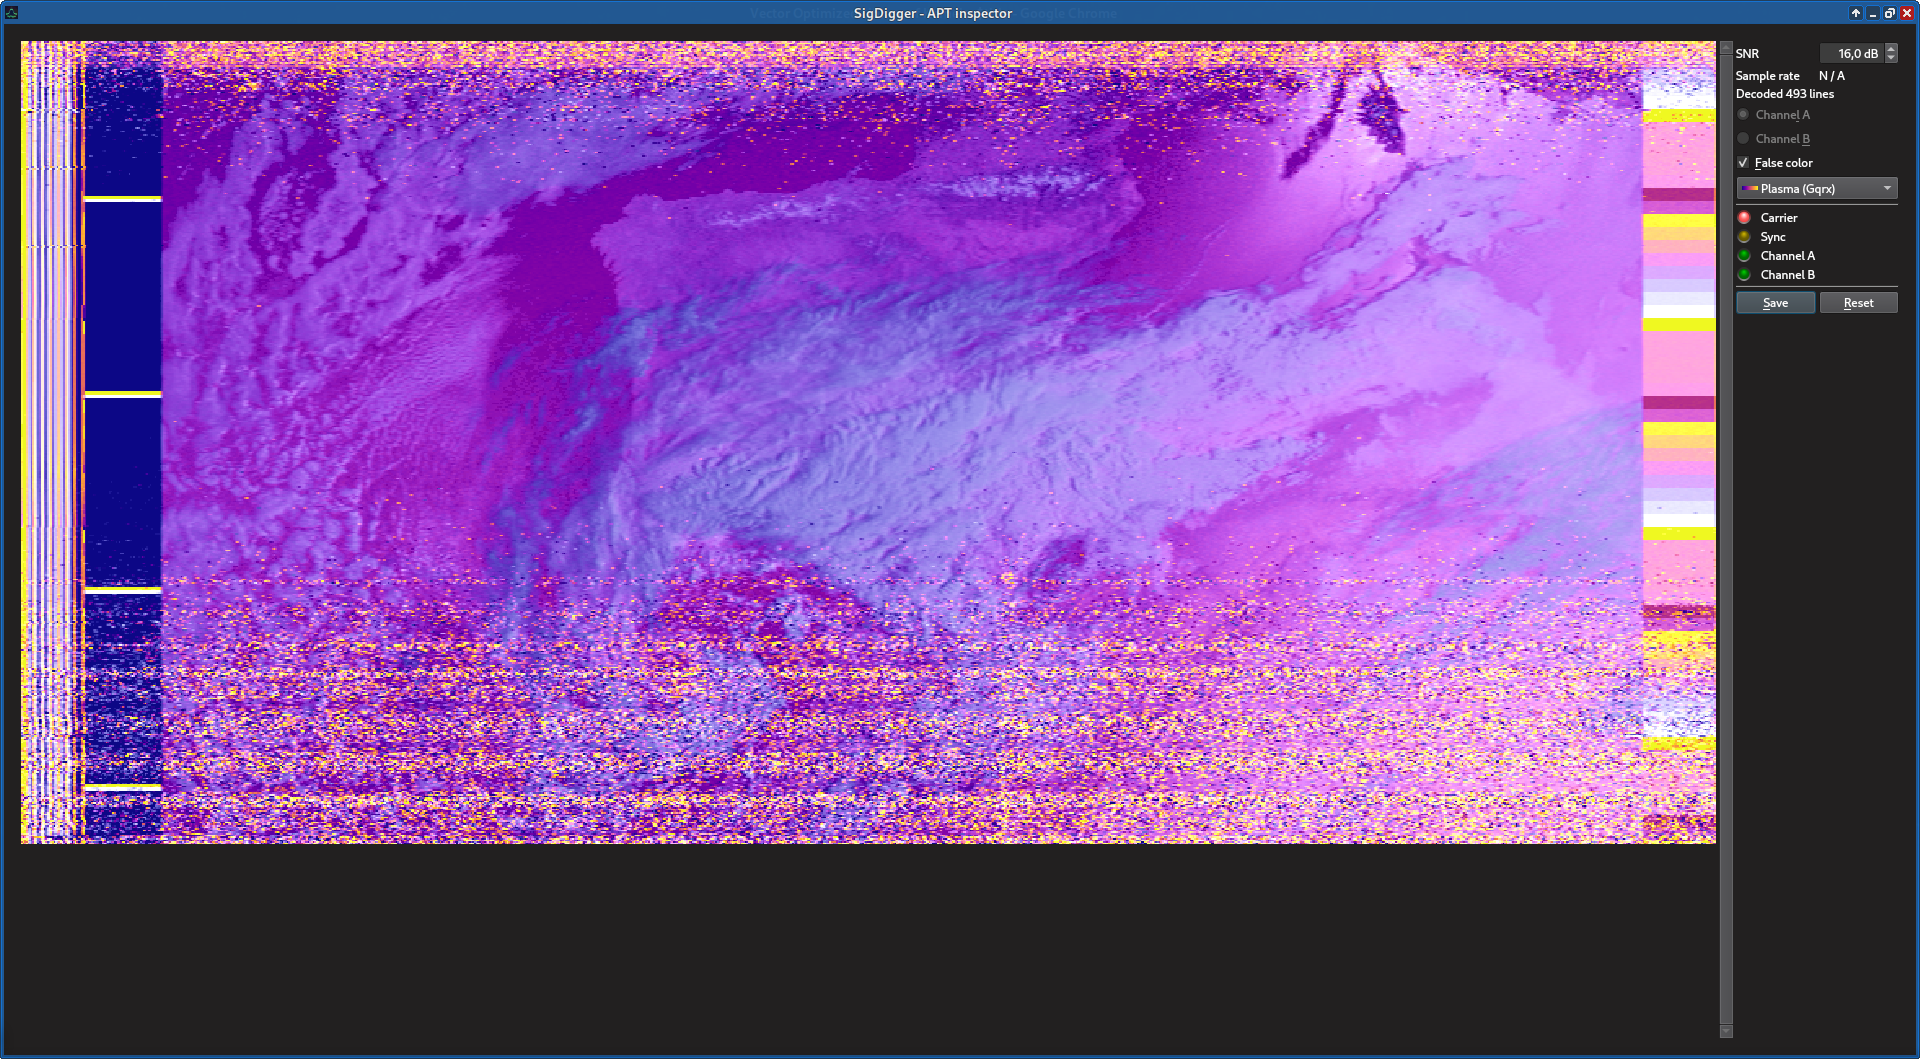 SigDigger - APT inspector
SNR 16,0 dB
Sample rate N / A
Decoded 493 lines
Channel A
Channel B
False color
Plasma (Gqrx)
Carrier
Sync
Channel A
Channel B
Save Reset